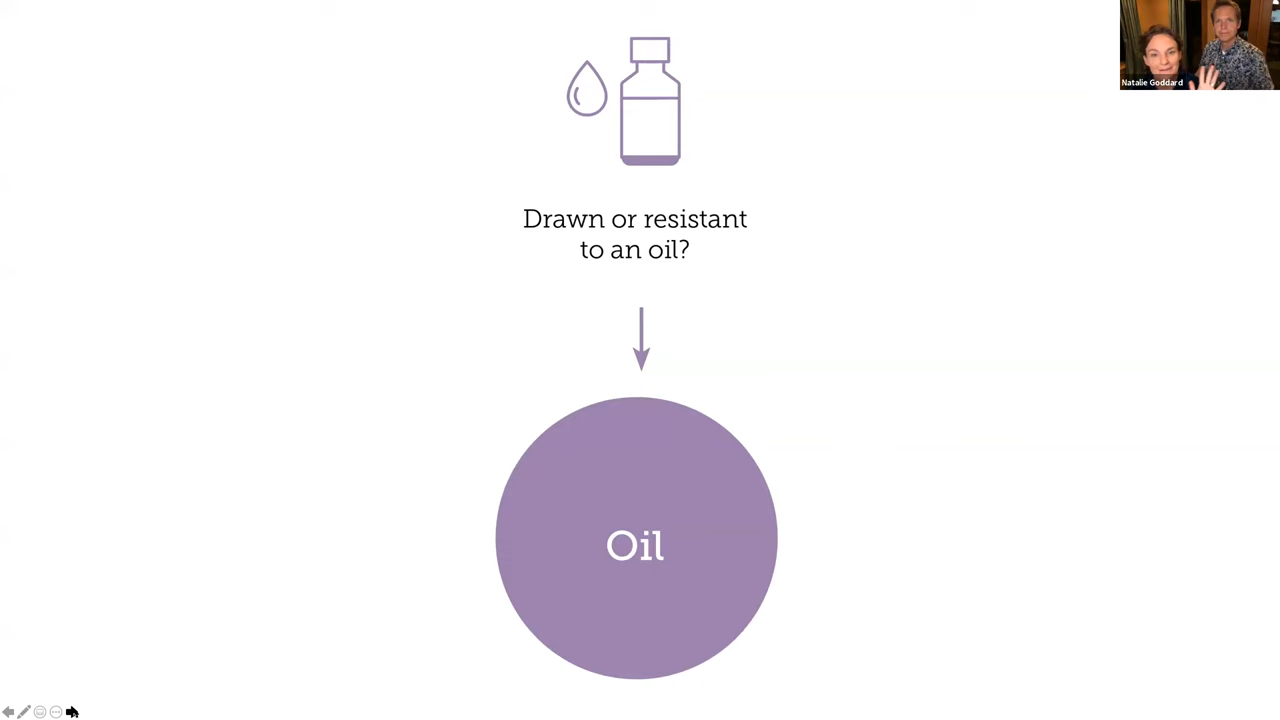 Natalie Goddard
Drawn or resistant
to an oil?
Oil